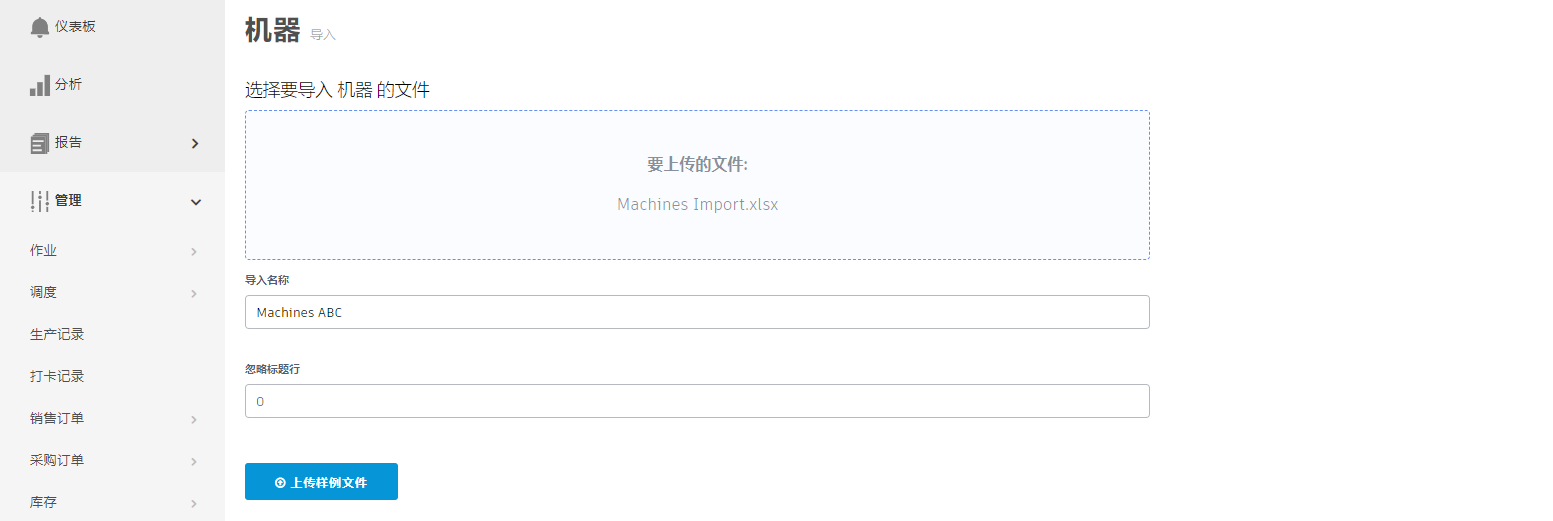 仪表板
分析
报告
管理
作业
调度
生产记录
打卡记录
销售订单
采购订单
库存
机器 导入
选择要导入 机器 的文件
要上传的文件:
Machines Import.xlsx
导入名称
Machines ABC
忽略标题行
0
上传样例文件